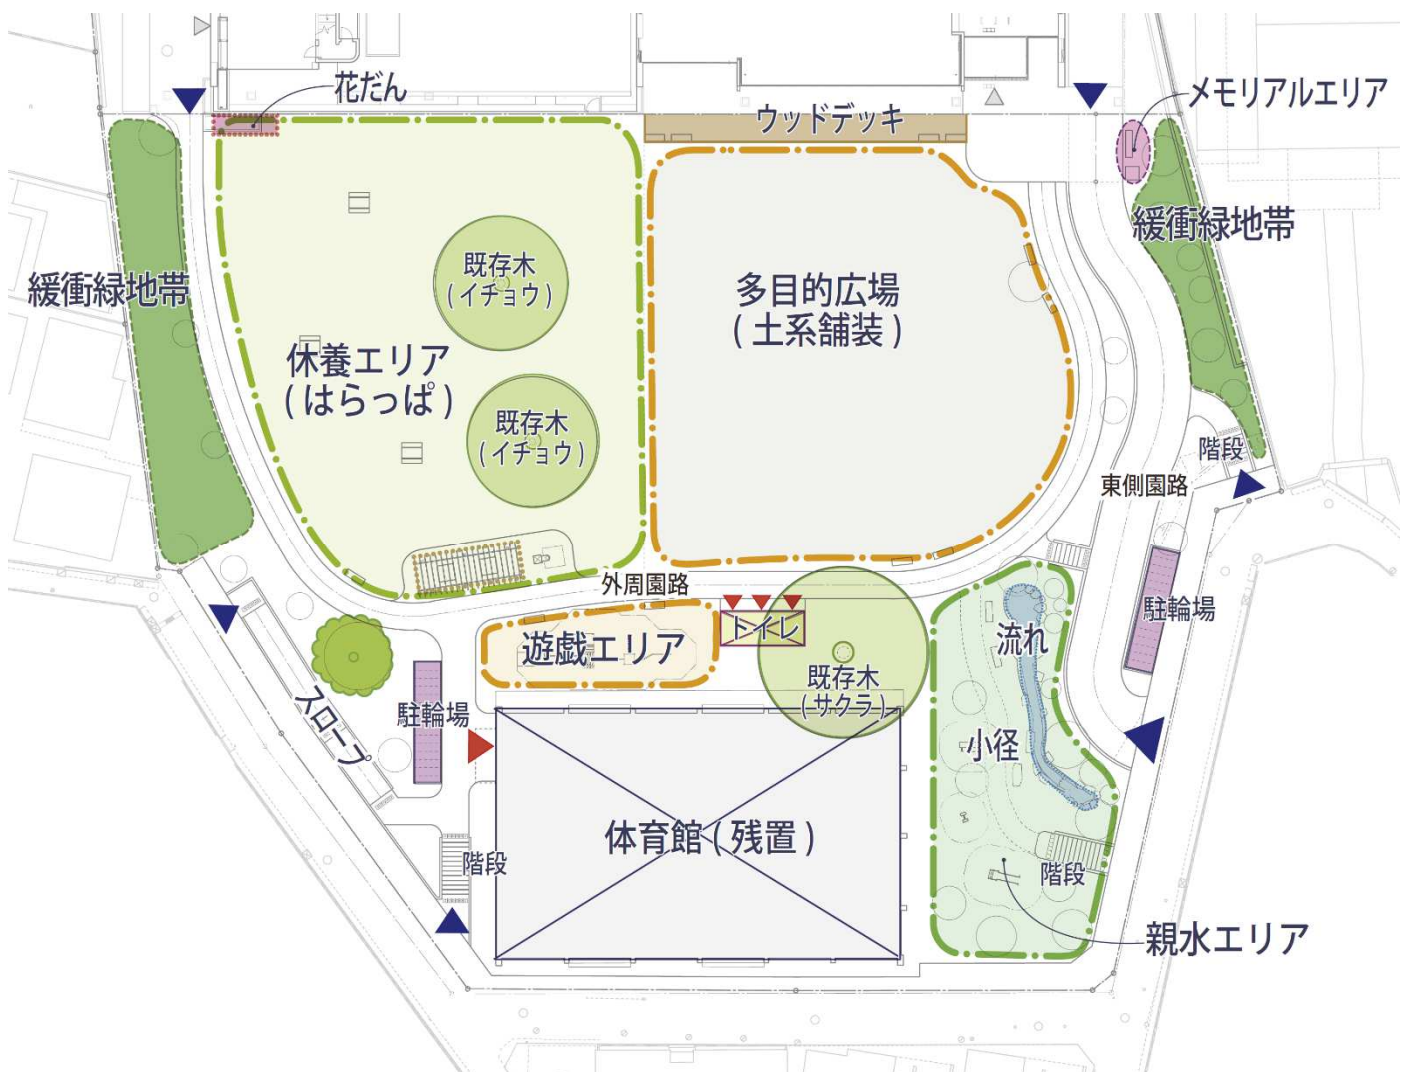 花だん
ウッドデッキ
メモリアルエリア
緩衝緑地帯
緩衝緑地帯
既存木
(イチョウ)
多目的広場
(土系舗装)
休養エリア
(はらっぱ)
既存木
(イチョウ)
階段
東側園路
外周園路
トイレ
遊戯エリア
流れ
駐輪場
既存木
(サクラ)
スロープ
駐輪場
小径
体育館(残置)
階段
階段
親水エリア